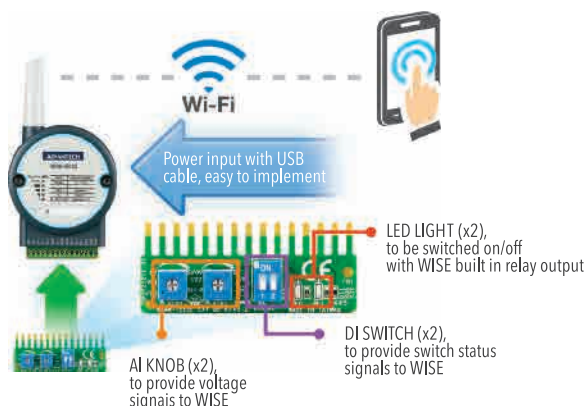 Wi-Fi
ADVANTECH
Power input with USB
cable, easy to implement
ON
LED LIGHT (x2),
to be switched on/off
with WISE built in relay output
DI SWITCH (x2),
to provide switch status
signals to WISE
AI KNOB (x2),
to provide voltage
signals to WISE